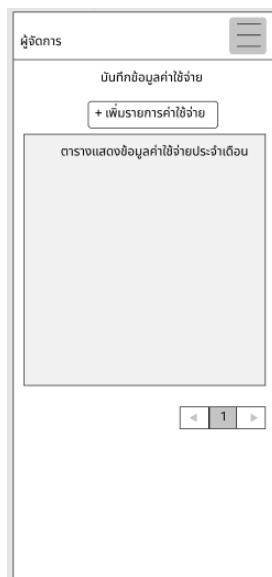 ผู้จัดการ
บันทึกข้อมูลค่าใช้จ่าย
+ เพิ่มรายการค่าใช้จ่าย
ตารางแสดงข้อมูลค่าใช้จ่ายประจำเดือน
1